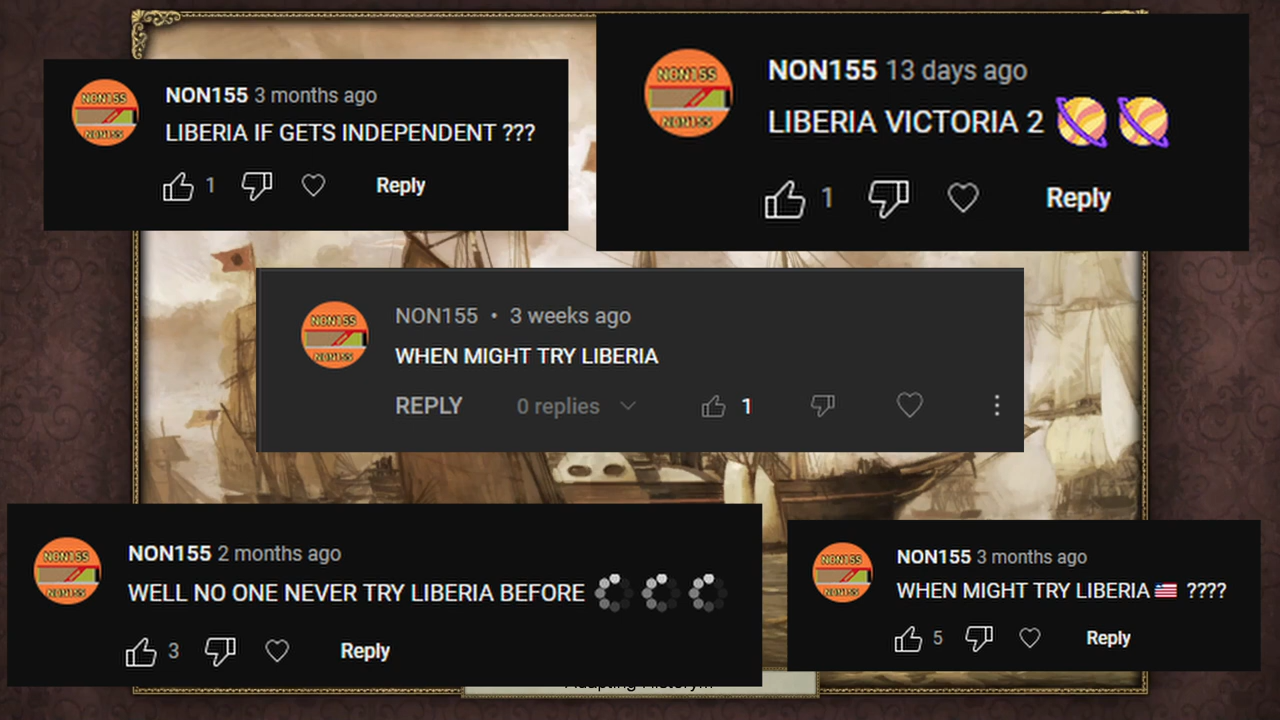 NON155 3 months ago
LIBERIA IF GETS INDEPENDENT ???
1 Reply
NON155 13 days ago
LIBERIA VICTORIA 2 🪐🪐
1 Reply
NON155 • 3 weeks ago
WHEN MIGHT TRY LIBERIA
REPLY 0 replies 1
NON155 2 months ago
WELL NO ONE NEVER TRY LIBERIA BEFORE
3 Reply
NON155 3 months ago
WHEN MIGHT TRY LIBERIA🇱🇷 ????
5 Reply
Adapting History...